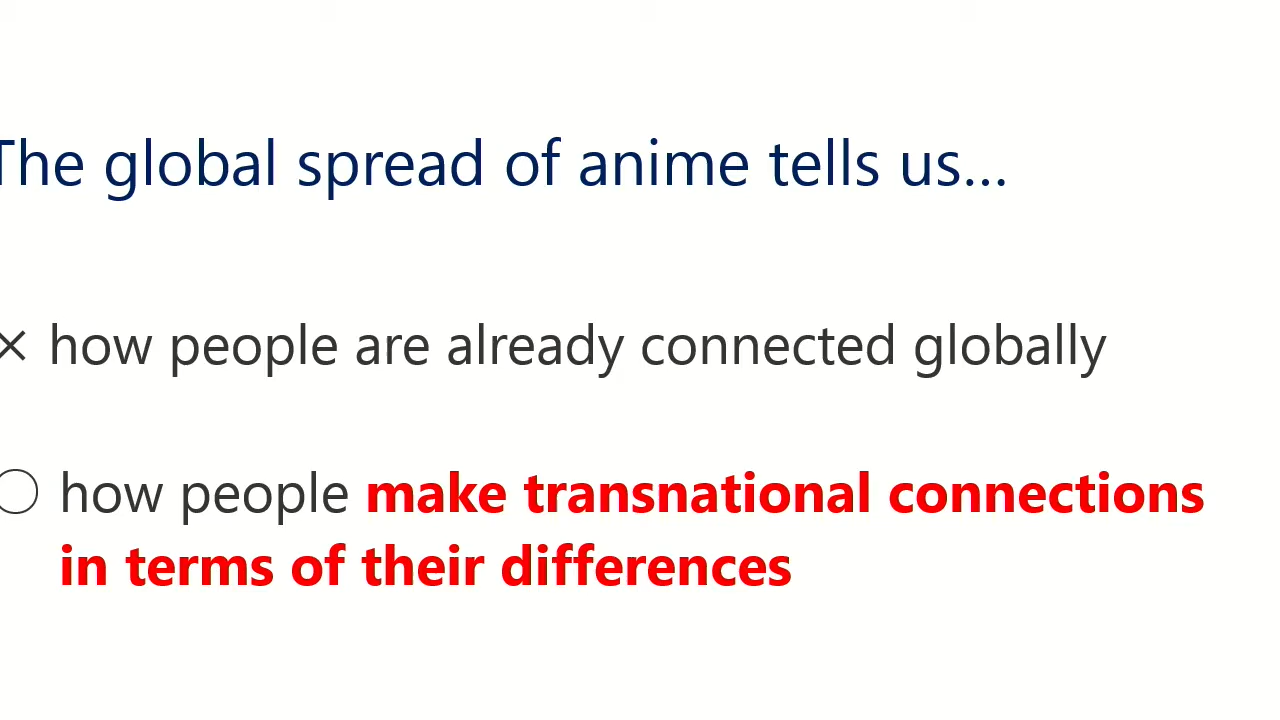 The global spread of anime tells us...
× how people are already connected globally
○ how people make transnational connections
in terms of their differences